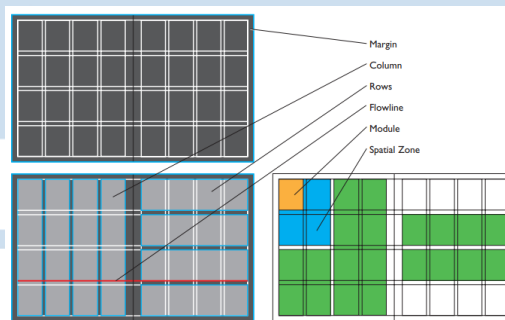 Margin
Column
Rows
Flowline
Module
Spatial Zone